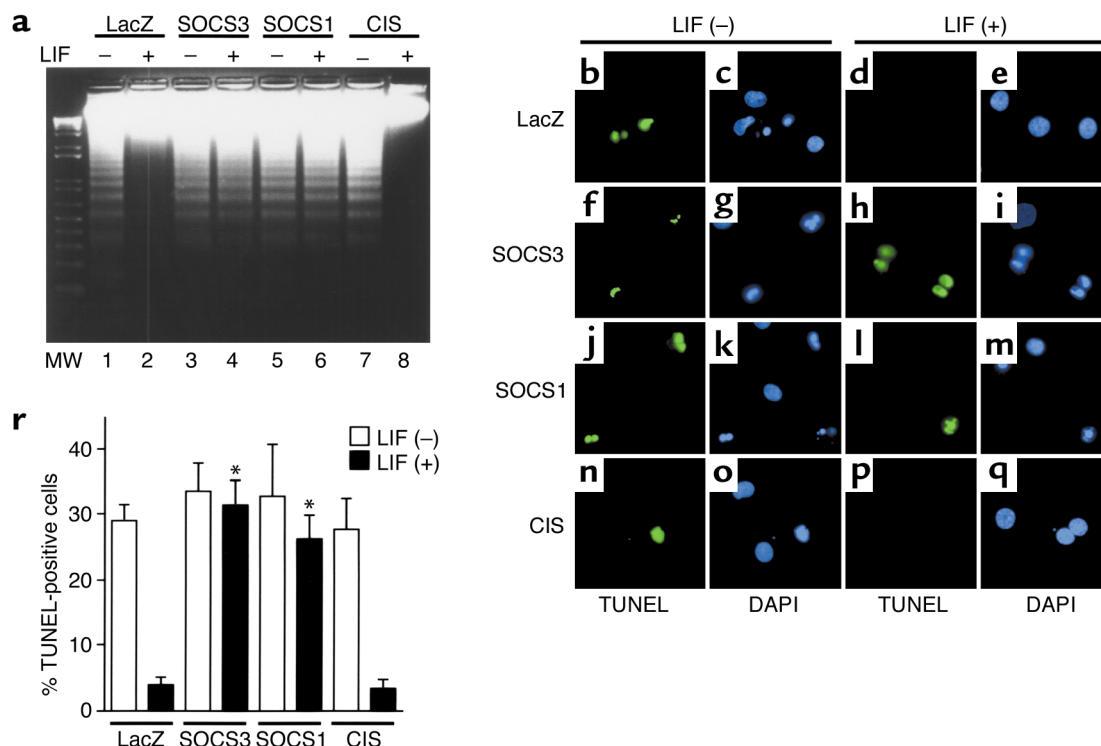 a
LacZ SOCS3 SOCS1 CIS
LIF – + – + – + – +
MW 1 2 3 4 5 6 7 8
LIF (–) LIF (+)
b c d e
LacZ
f g h i
SOCS3
j k l m
SOCS1
n o p q
CIS
TUNEL DAPI TUNEL DAPI
r
LIF (–)
LIF (+)
% TUNEL-positive cells
40
30
20
10
0
* *
LacZ SOCS3 SOCS1 CIS